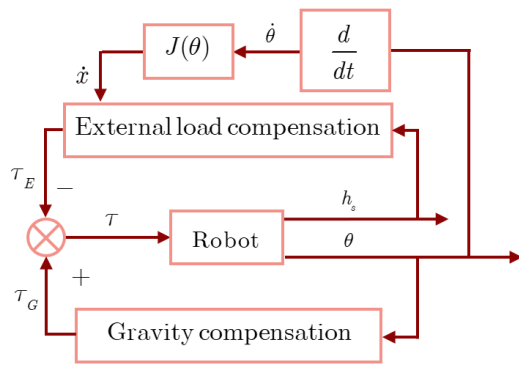 J(θ)
θ̇
d
dt
ẋ
External load compensation
τ_E
−
τ
h_s
Robot
θ
+
τ_G
Gravity compensation